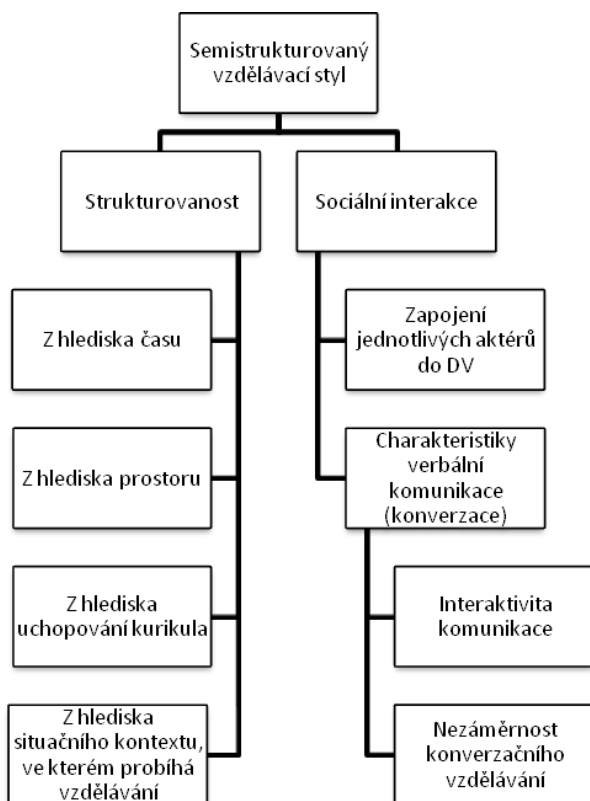 Semistrukturovaný
vzdělávací styl
Strukturovanost
Sociální interakce
Z hlediska času
Zapojení
jednotlivých aktérů
do DV
Z hlediska prostoru
Charakteristiky
verbální
komunikace
(konverzace)
Z hlediska
uchopování kurikula
Interaktivita
komunikace
Z hlediska
situačního kontextu,
ve kterém probíhá
vzdělávání
Nezáměrnost
konverzačního
vzdělávání